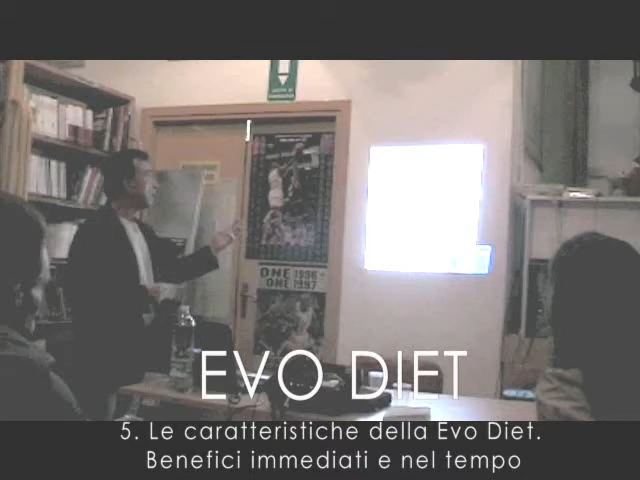 ONE 1996 -
ONE 1997
EVO DIET
5. Le caratteristiche della Evo Diet.
Benefici immediati e nel tempo